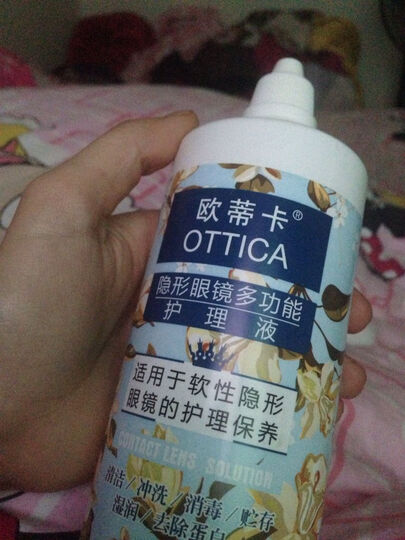 欧蒂卡®
OTTICA
隐形眼镜多功能
护理液
适用于软性隐形
眼镜的护理保养
CONTACT LENS SOLUTION
清洁/冲洗/消毒/贮存
湿润/去除蛋白